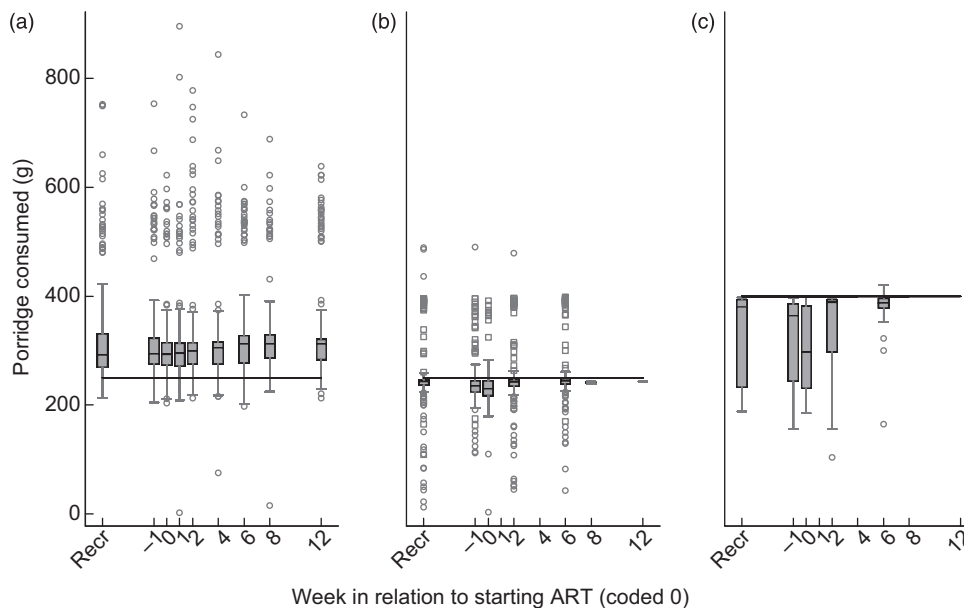 (a)
(b)
(c)
Porridge consumed (g)
800
600
400
200
0
Recr –1 0 1 2 4 6 8 12
Recr –1 0 1 2 4 6 8 12
Recr –1 0 1 2 4 6 8 12
Week in relation to starting ART (coded 0)